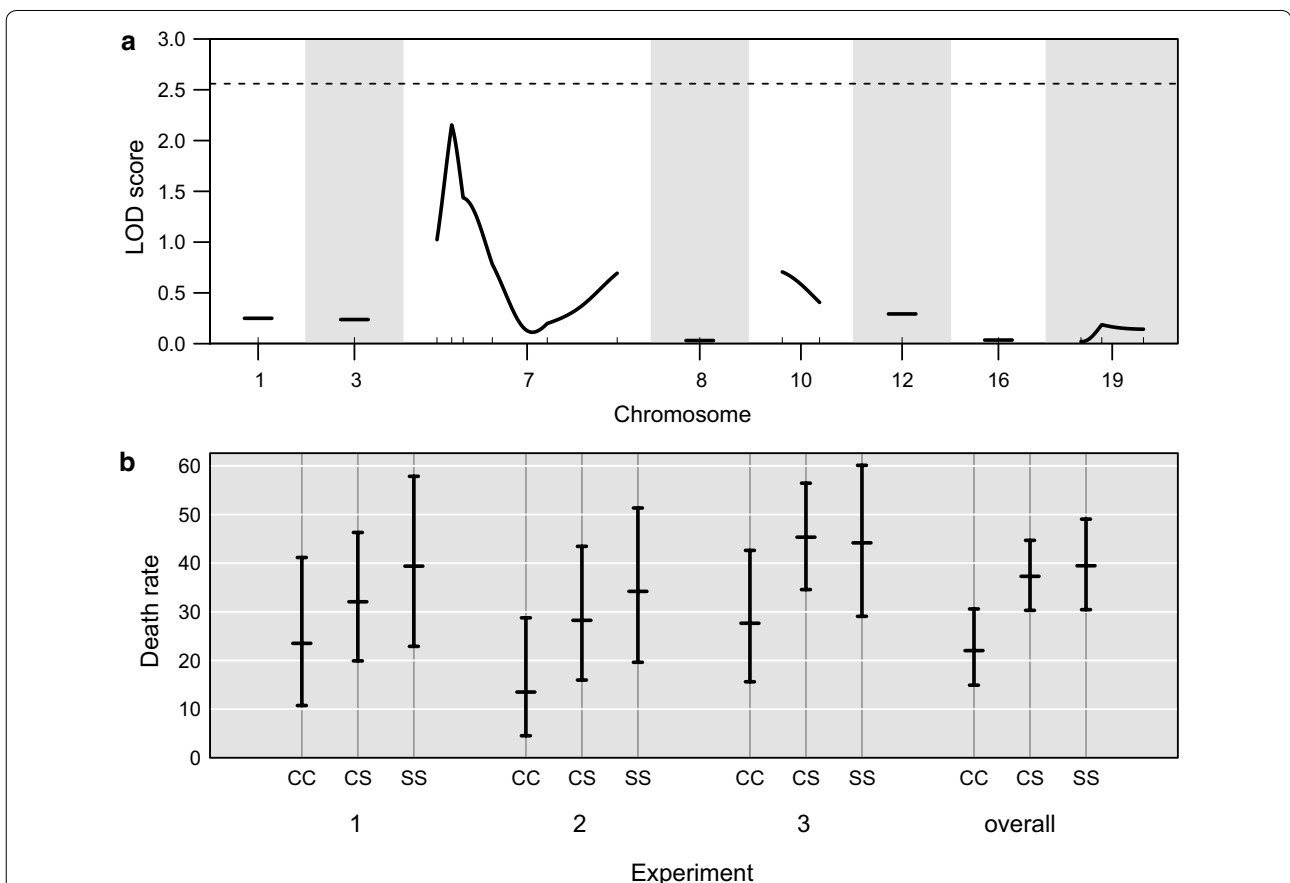 a
3.0
2.5
2.0
1.5
1.0
0.5
0.0
LOD score
1 3 7 8 10 12 16 19
Chromosome
b
60
50
40
30
20
10
0
Death rate
CC CS SS CC CS SS CC CS SS CC CS SS
1 2 3 overall
Experiment